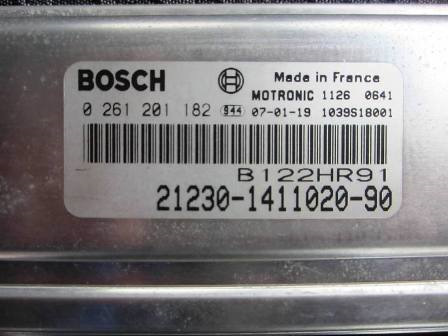 BOSCH Made in France
MOTRONIC 1126 0641
0 261 201 182 944 07-01-19 1039S18001
B122HR91
21230-1411020-90